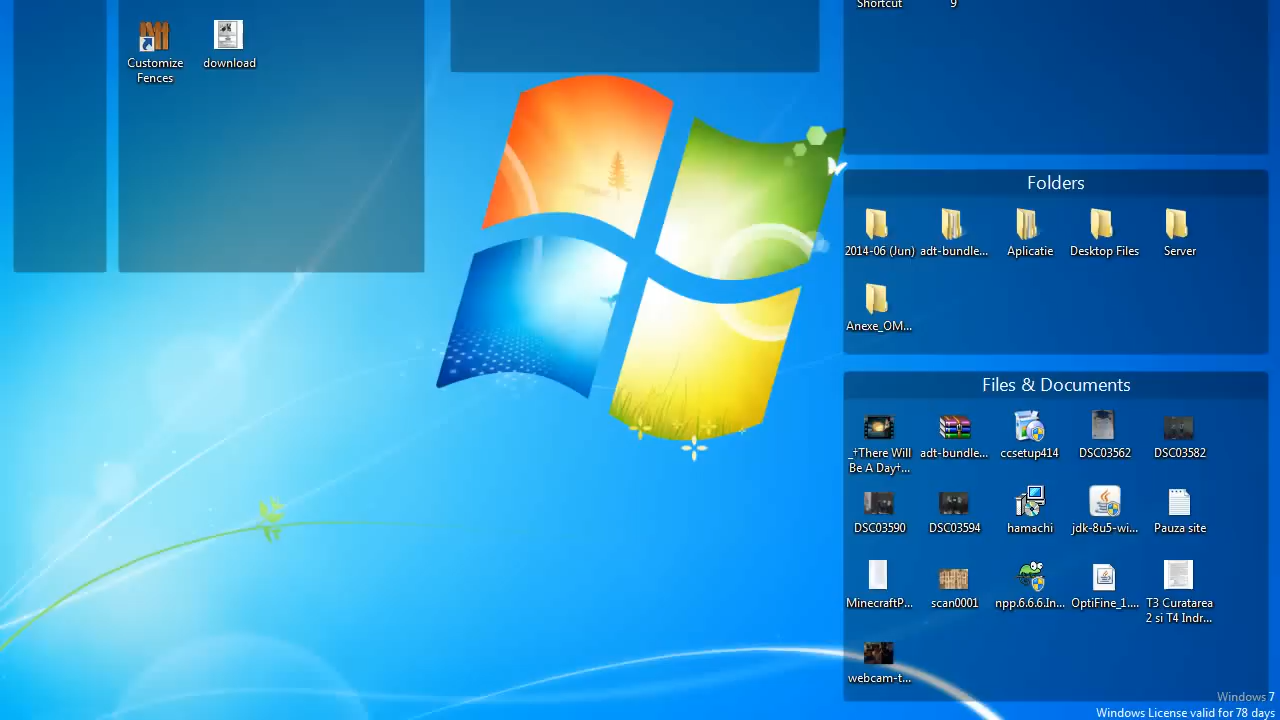 Shortcut
9
Customize
Fences
download
Folders
2014-06 (Jun)
adt-bundle...
Aplicatie
Desktop Files
Server
Anexe_OM...
Files & Documents
_†There Will
Be A Day†...
adt-bundle...
ccsetup414
DSC03562
DSC03582
DSC03590
DSC03594
hamachi
jdk-8u5-wi...
Pauza site
MinecraftP...
scan0001
npp.6.6.6.In...
OptiFine_1....
T3 Curatarea
2 si T4 Indr...
webcam-t...
Windows 7
Windows License valid for 78 days